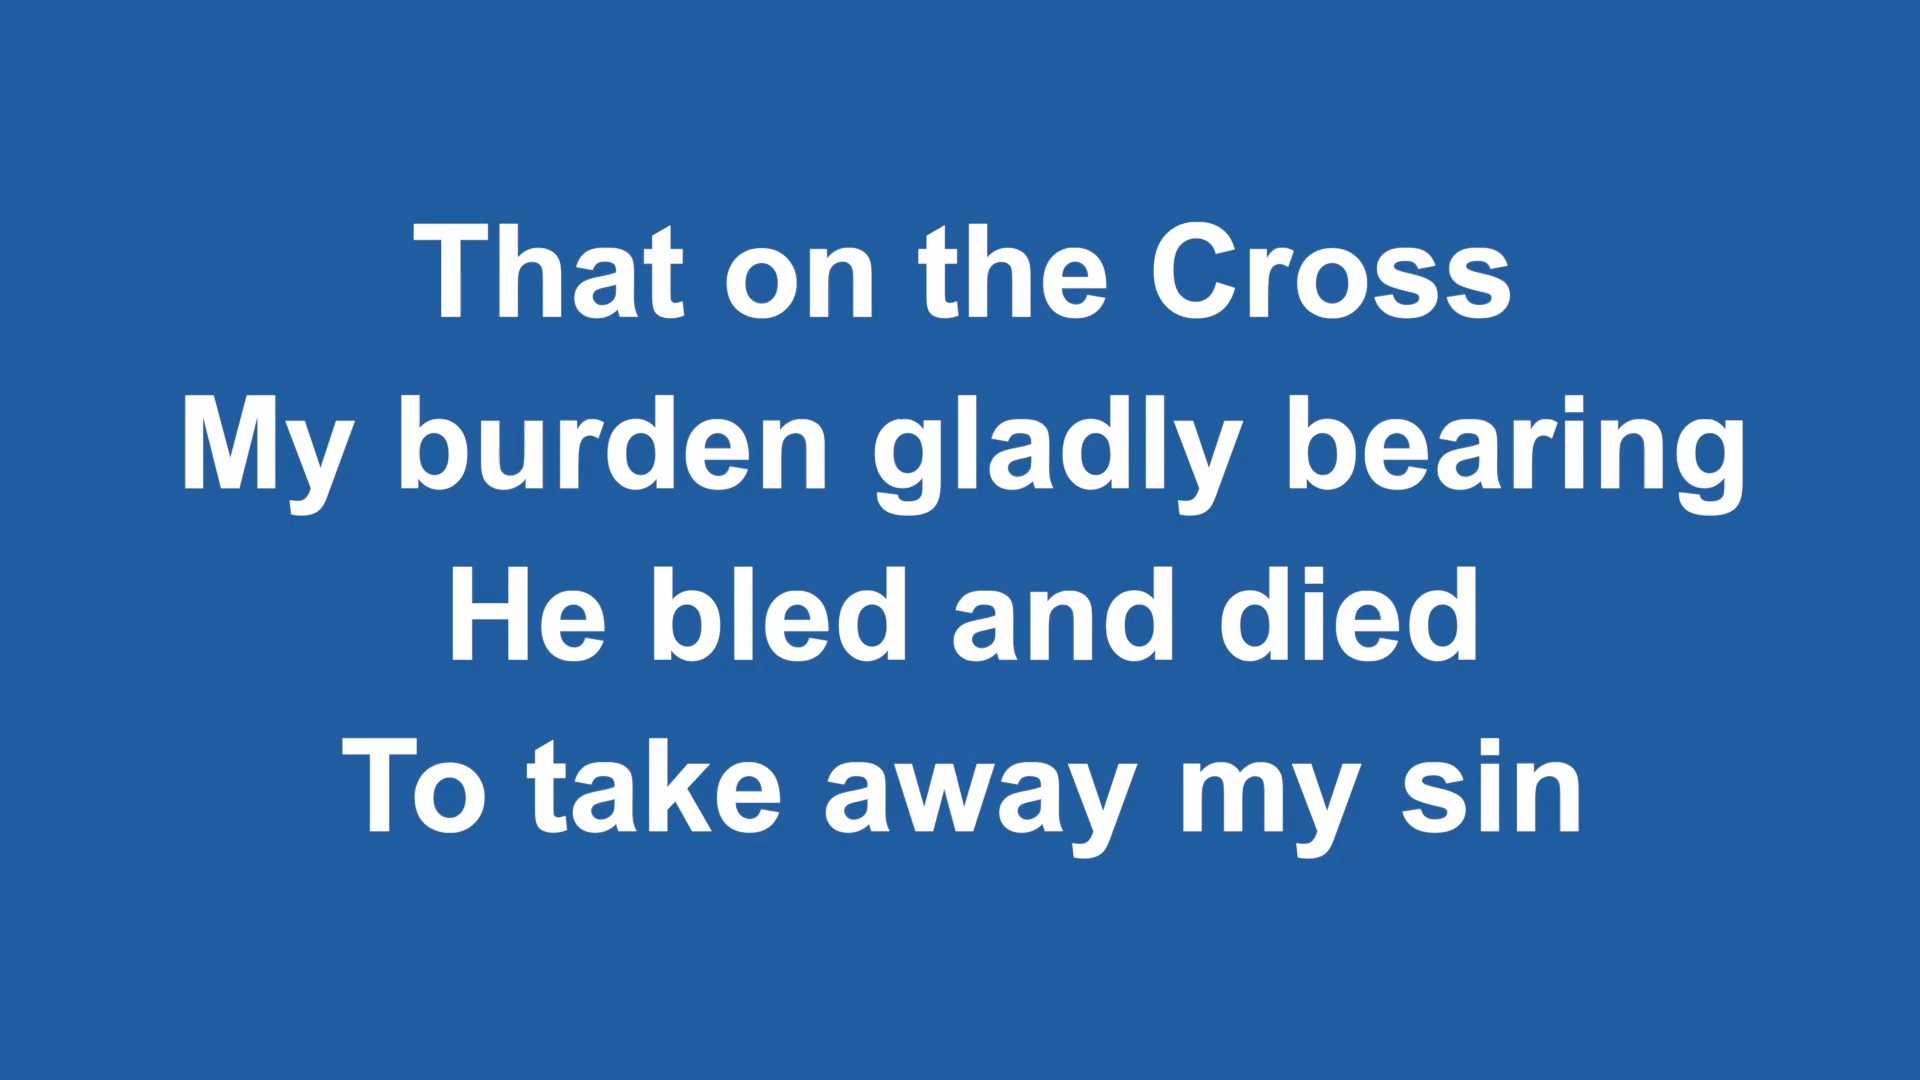 That on the Cross
My burden gladly bearing
He bled and died
To take away my sin